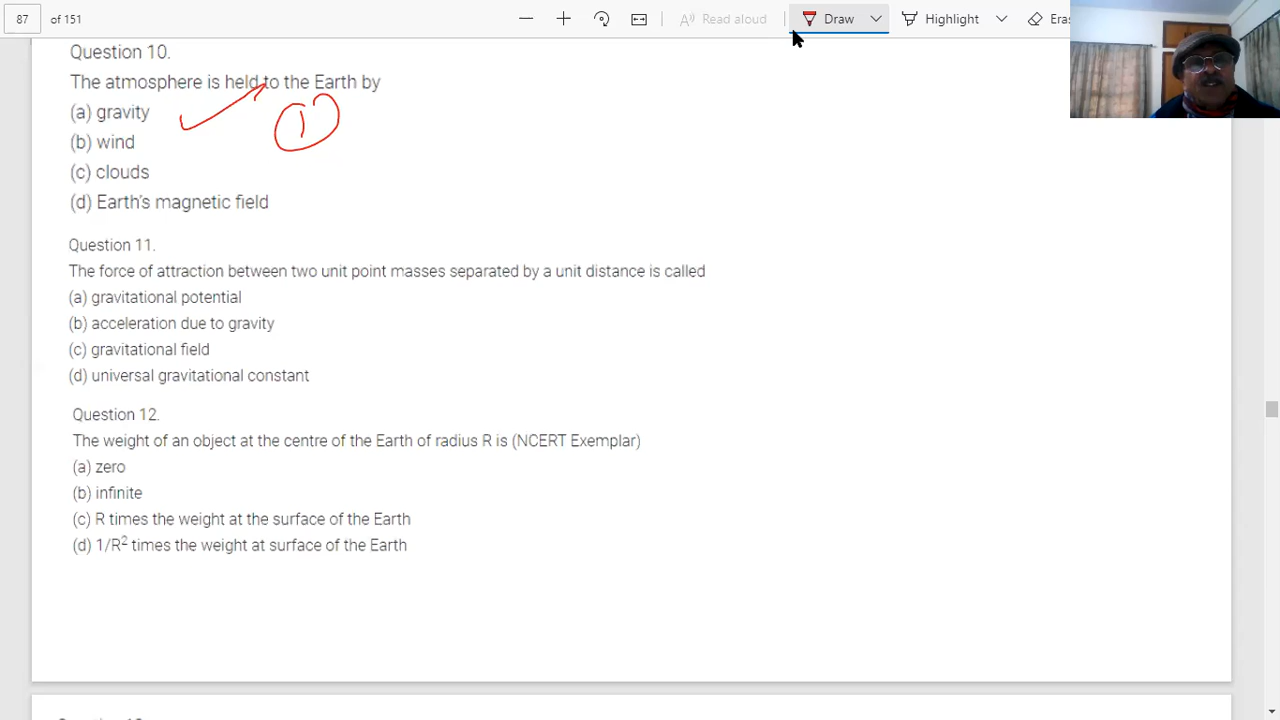 87 of 151 Read aloud Draw Highlight Eras
Question 10.
The atmosphere is held to the Earth by
(a) gravity
1
(b) wind
(c) clouds
(d) Earth's magnetic field
Question 11.
The force of attraction between two unit point masses separated by a unit distance is called
(a) gravitational potential
(b) acceleration due to gravity
(c) gravitational field
(d) universal gravitational constant
Question 12.
The weight of an object at the centre of the Earth of radius R is (NCERT Exemplar)
(a) zero
(b) infinite
(c) R times the weight at the surface of the Earth
(d) 1/R² times the weight at surface of the Earth